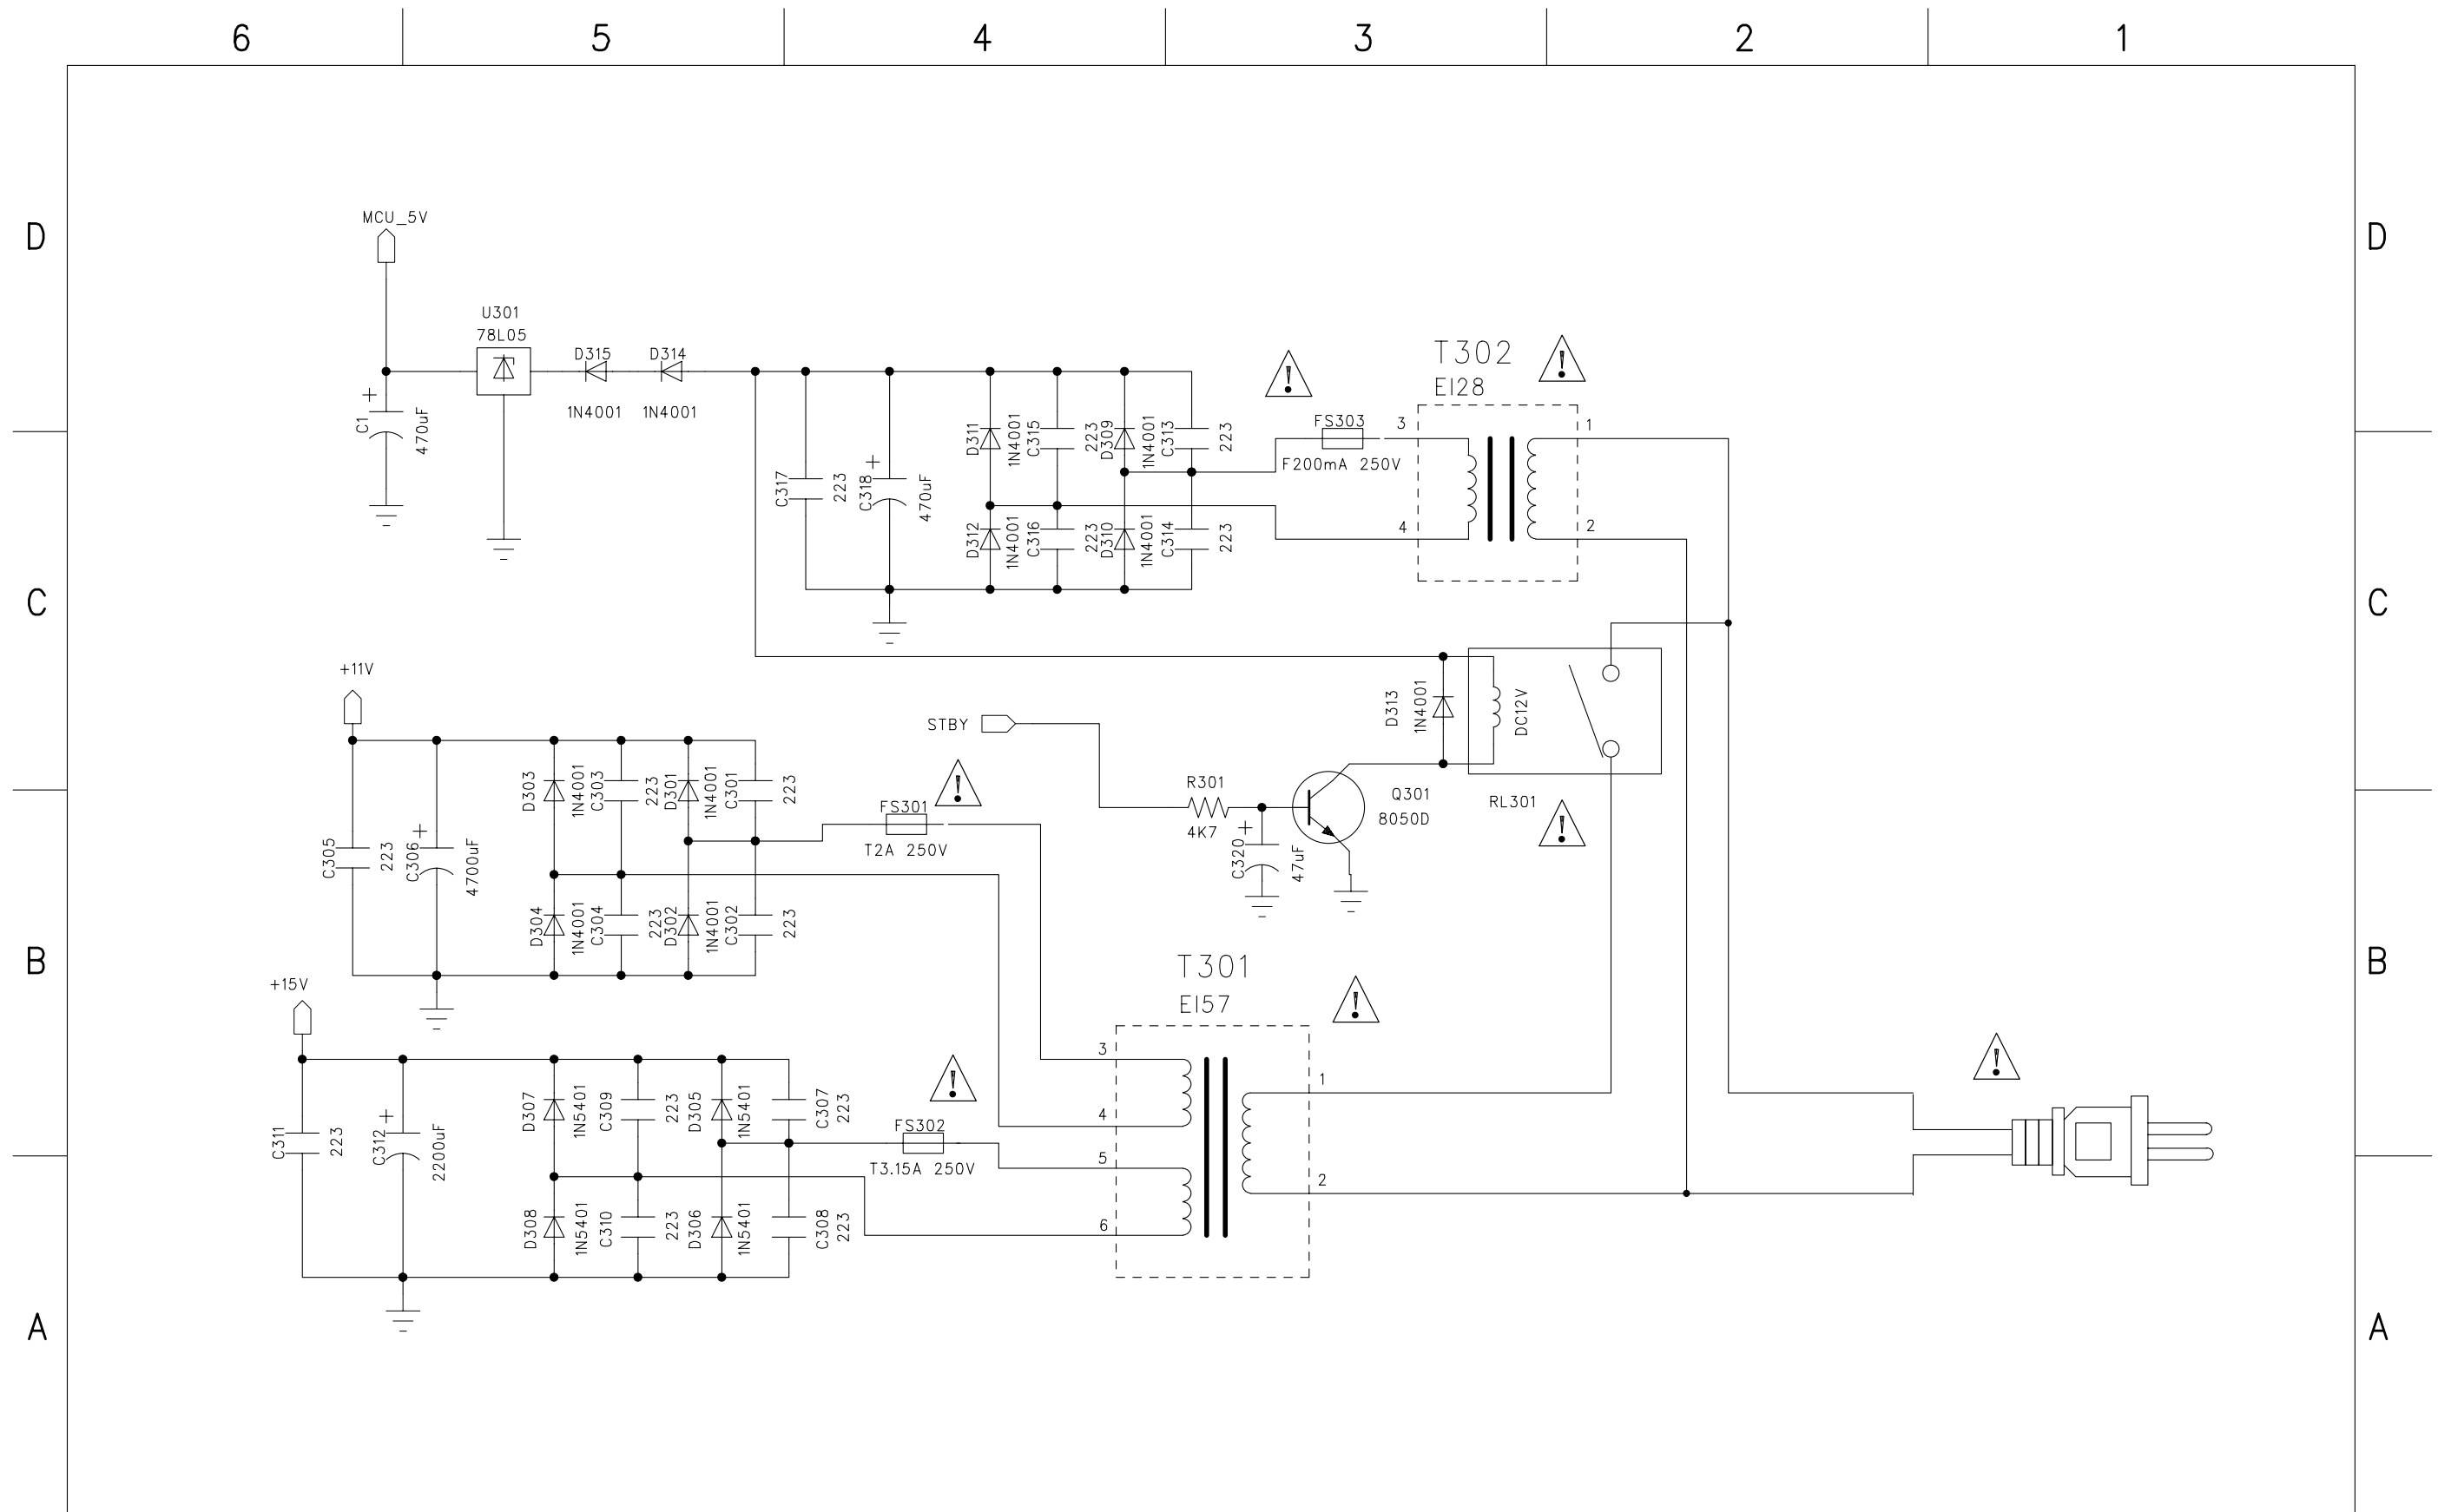 6 5 4 3 2 1
D D
MCU_5V
U301
78L05
D315 D314
1N4001 1N4001
C1
470uF
C317
223
C318
470uF
D311
1N4001
C315
223
D309
1N4001
C313
223
D312
1N4001
C316
223
D310
1N4001
C314
223
FS303
F200mA 250V
T302
EI28
3
4
1
2
C C
+11V
STBY
D313
1N4001
DC12V
RL301
R301
4K7
C320
47uF
Q301
8050D
D303
1N4001
C303
223
D301
1N4001
C301
223
FS301
T2A 250V
C305
223
C306
4700uF
D304
1N4001
C304
223
D302
1N4001
C302
223
B B
+15V
T301
EI57
3
4
5
6
1
2
D307
1N5401
C309
223
D305
1N5401
C307
223
FS302
T3.15A 250V
C311
223
C312
2200uF
D308
1N5401
C310
223
D306
1N5401
C308
223
A A